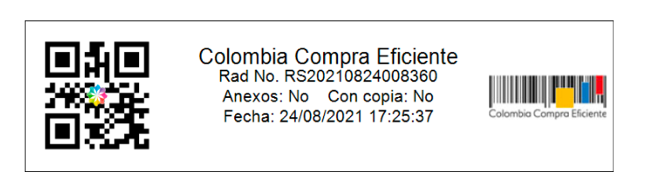 Colombia Compra Eficiente
Rad No. RS20210824008360
Anexos: No    Con copia: No
Fecha: 24/08/2021 17:25:37
Colombia Compra Eficiente